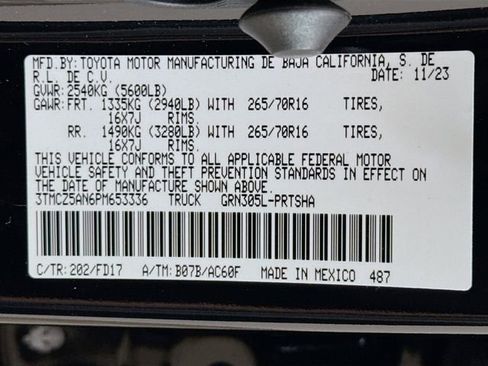 MFD.BY: TOYOTA MOTOR MANUFACTURING DE BAJA CALIFORNIA, S. DE
R.L. DE C.V. DATE: 11/23
GVWR: 2540KG (5600LB)
GAWR: FRT. 1335KG (2940LB) WITH 265/70R16 TIRES,
16X7J RIMS.
RR. 1490KG (3280LB) WITH 265/70R16 TIRES,
16X7J RIMS.
THIS VEHICLE CONFORMS TO ALL APPLICABLE FEDERAL MOTOR
VEHICLE SAFETY AND THEFT PREVENTION STANDARDS IN EFFECT ON
THE DATE OF MANUFACTURE SHOWN ABOVE.
3TMCZ5AN6PM653336 TRUCK GRN305L-PRTSHA
C/TR: 202/FD17 A/TM: B07B/AC60F MADE IN MEXICO 487